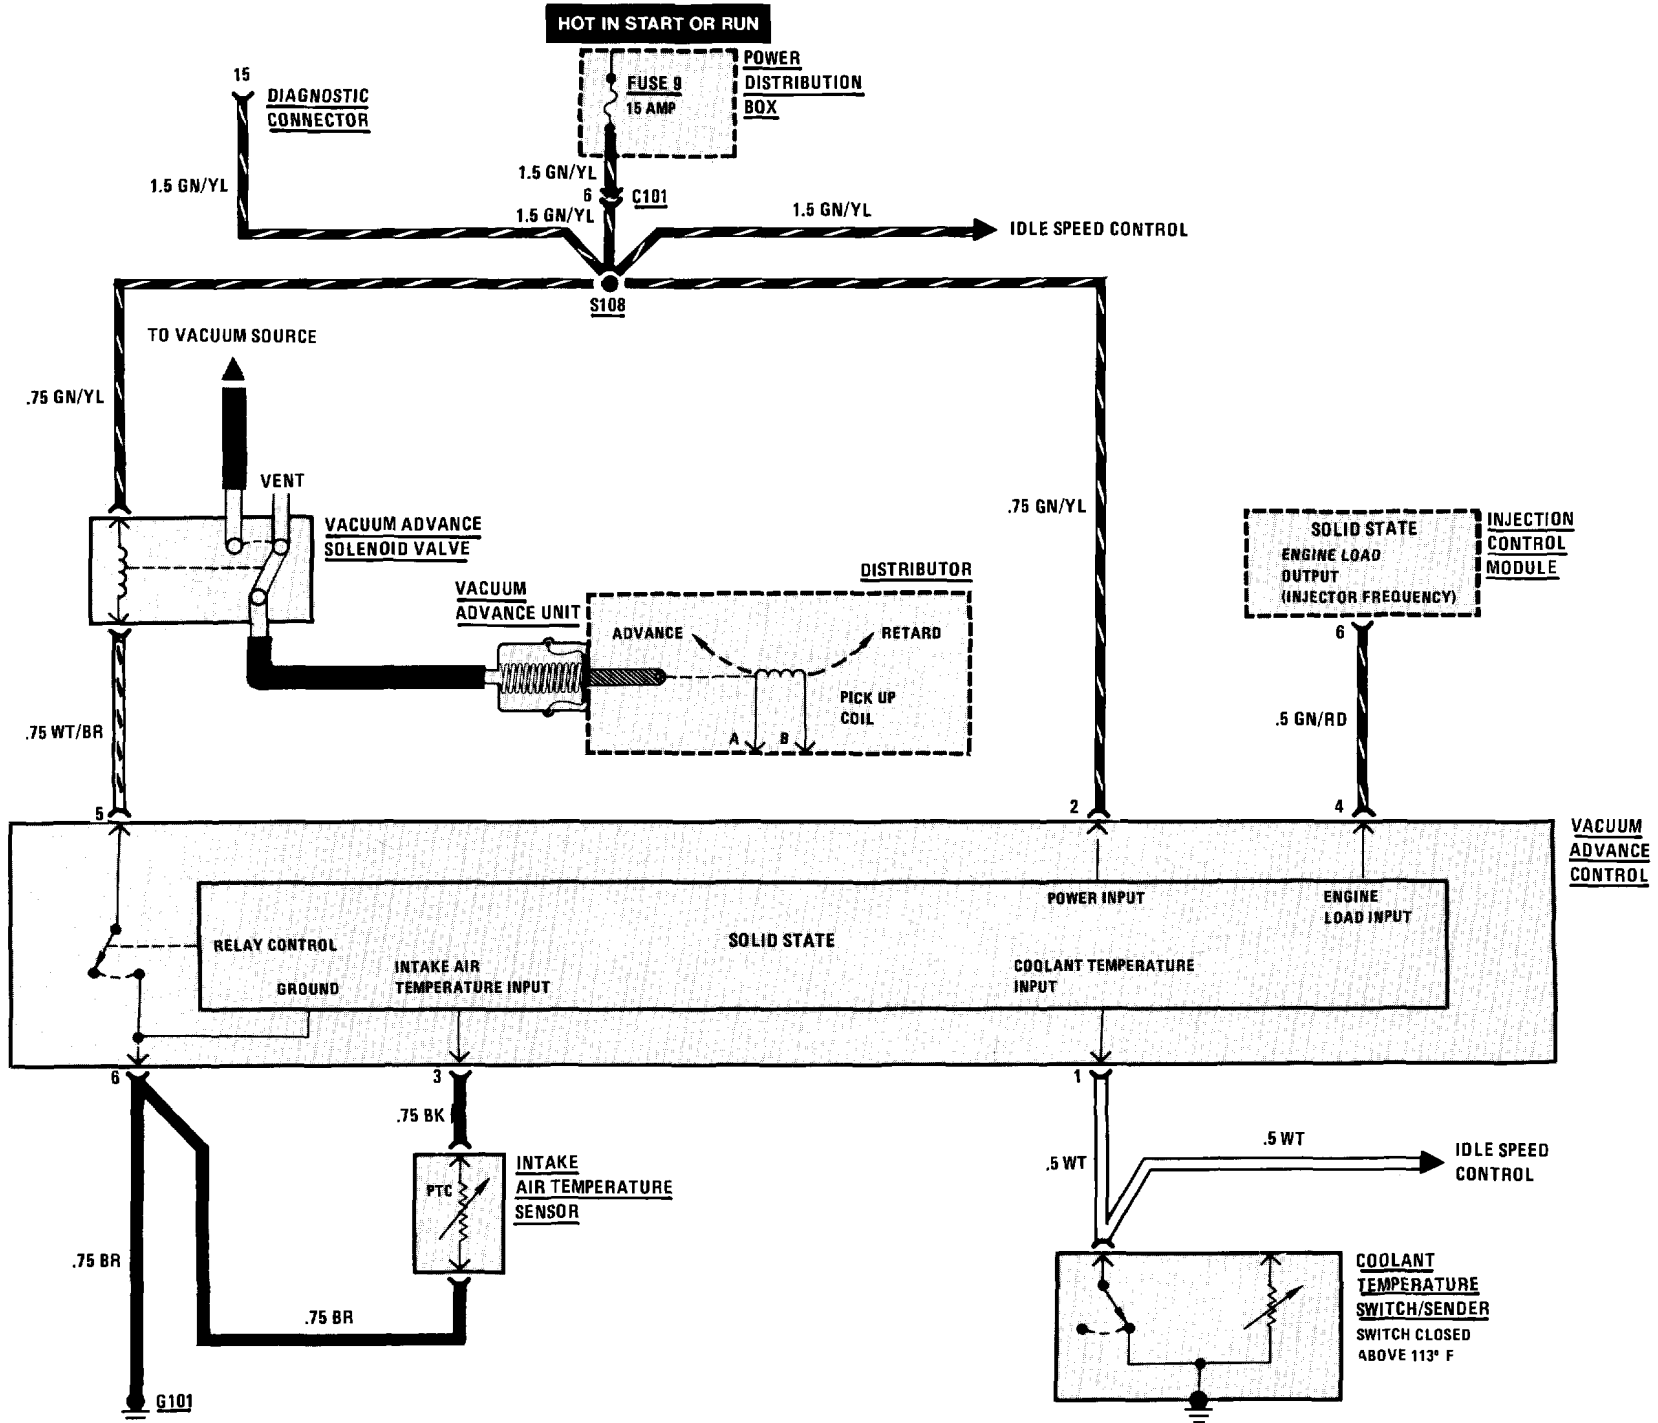 HOT IN START OR RUN
POWER
DISTRIBUTION
BOX
FUSE 9
15 AMP
15
DIAGNOSTIC
CONNECTOR
1.5 GN/YL
1.5 GN/YL
6
C101
1.5 GN/YL
1.5 GN/YL
IDLE SPEED CONTROL
S108
TO VACUUM SOURCE
.75 GN/YL
VENT
VACUUM ADVANCE
SOLENOID VALVE
.75 GN/YL
SOLID STATE
ENGINE LOAD
OUTPUT
(INJECTOR FREQUENCY)
INJECTION
CONTROL
MODULE
VACUUM
ADVANCE UNIT
DISTRIBUTOR
ADVANCE
RETARD
PICK UP
COIL
A
B
6
.5 GN/RD
.75 WT/BR
5
2
4
VACUUM
ADVANCE
CONTROL
POWER INPUT
ENGINE
LOAD INPUT
RELAY CONTROL
SOLID STATE
GROUND
INTAKE AIR
TEMPERATURE INPUT
COOLANT TEMPERATURE
INPUT
6
3
1
.75 BK
INTAKE
AIR TEMPERATURE
SENSOR
PTC
.5 WT
.5 WT
IDLE SPEED
CONTROL
.75 BR
.75 BR
COOLANT
TEMPERATURE
SWITCH/SENDER
SWITCH CLOSED
ABOVE 113° F
G101